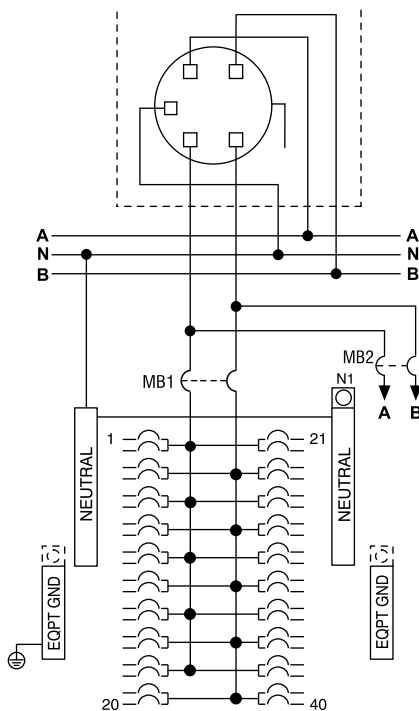 A A
N N
B B
MB1
MB2
N1
A B
1 21
NEUTRAL
NEUTRAL
EQPT GND
EQPT GND
20 40